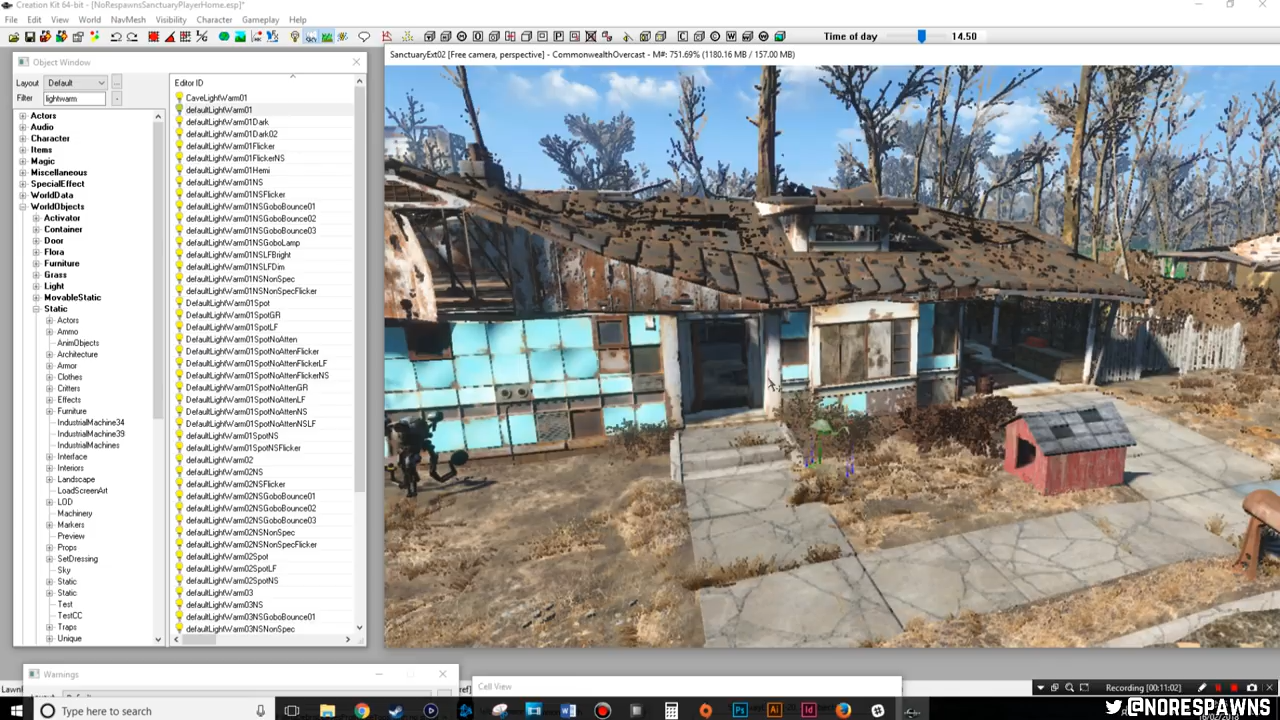 Creation Kit 64-bit - [NoRespawnsSanctuaryPlayerHome.esp]*
File Edit View World NavMesh Visibility Character Gameplay Help
Time of day 14.50
Object Window
SanctuaryExt02 [Free camera, perspective] - CommonwealthOvercast - M#: 751.69% (1180.16 MB / 157.00 MB)
Layout Default ...
Filter lightwarm -
Editor ID
Actors
Audio
Character
Items
Magic
Miscellaneous
SpecialEffect
WorldData
WorldObjects
Activator
Container
Door
Flora
Furniture
Grass
Light
MovableStatic
Static
Actors
Ammo
AnimObjects
Architecture
Armor
Clothes
Critters
Effects
Furniture
IndustrialMachine34
IndustrialMachine39
IndustrialMachines
Interface
Interiors
Landscape
LoadScreenArt
LOD
Machinery
Markers
Preview
Props
SetDressing
Sky
Static
Static
Test
TestCC
Traps
Unique
CaveLightWarm01
defaultLightWarm01
defaultLightWarm01Dark
defaultLightWarm01Dark02
defaultLightWarm01Flicker
defaultLightWarm01FlickerNS
defaultLightWarm01Hemi
defaultLightWarm01NS
defaultLightWarm01NSFlicker
defaultLightWarm01NSGoboBounce01
defaultLightWarm01NSGoboBounce02
defaultLightWarm01NSGoboBounce03
defaultLightWarm01NSGoboLamp
defaultLightWarm01NSLFBright
defaultLightWarm01NSLFDim
defaultLightWarm01NSNonSpec
defaultLightWarm01NSNonSpecFlicker
DefaultLightWarm01Spot
DefaultLightWarm01SpotGR
DefaultLightWarm01SpotLF
DefaultLightWarm01SpotNoAtten
DefaultLightWarm01SpotNoAttenFlicker
DefaultLightWarm01SpotNoAttenFlickerLF
DefaultLightWarm01SpotNoAttenFlickerNS
DefaultLightWarm01SpotNoAttenGR
DefaultLightWarm01SpotNoAttenLF
DefaultLightWarm01SpotNoAttenNS
DefaultLightWarm01SpotNoAttenNSLF
defaultLightWarm01SpotNS
defaultLightWarm01SpotNSFlicker
defaultLightWarm02
defaultLightWarm02NS
defaultLightWarm02NSFlicker
defaultLightWarm02NSGoboBounce01
defaultLightWarm02NSGoboBounce02
defaultLightWarm02NSGoboBounce03
defaultLightWarm02NSNonSpec
defaultLightWarm02NSNonSpecFlicker
defaultLightWarm02Spot
defaultLightWarm02SpotLF
defaultLightWarm02SpotNS
defaultLightWarm03
defaultLightWarm03NS
defaultLightWarm03NSGoboBounce01
defaultLightWarm03NSNonSpec
Warnings
Cell View
Recording [00:11:02]
Type here to search
@NORESPAWNS